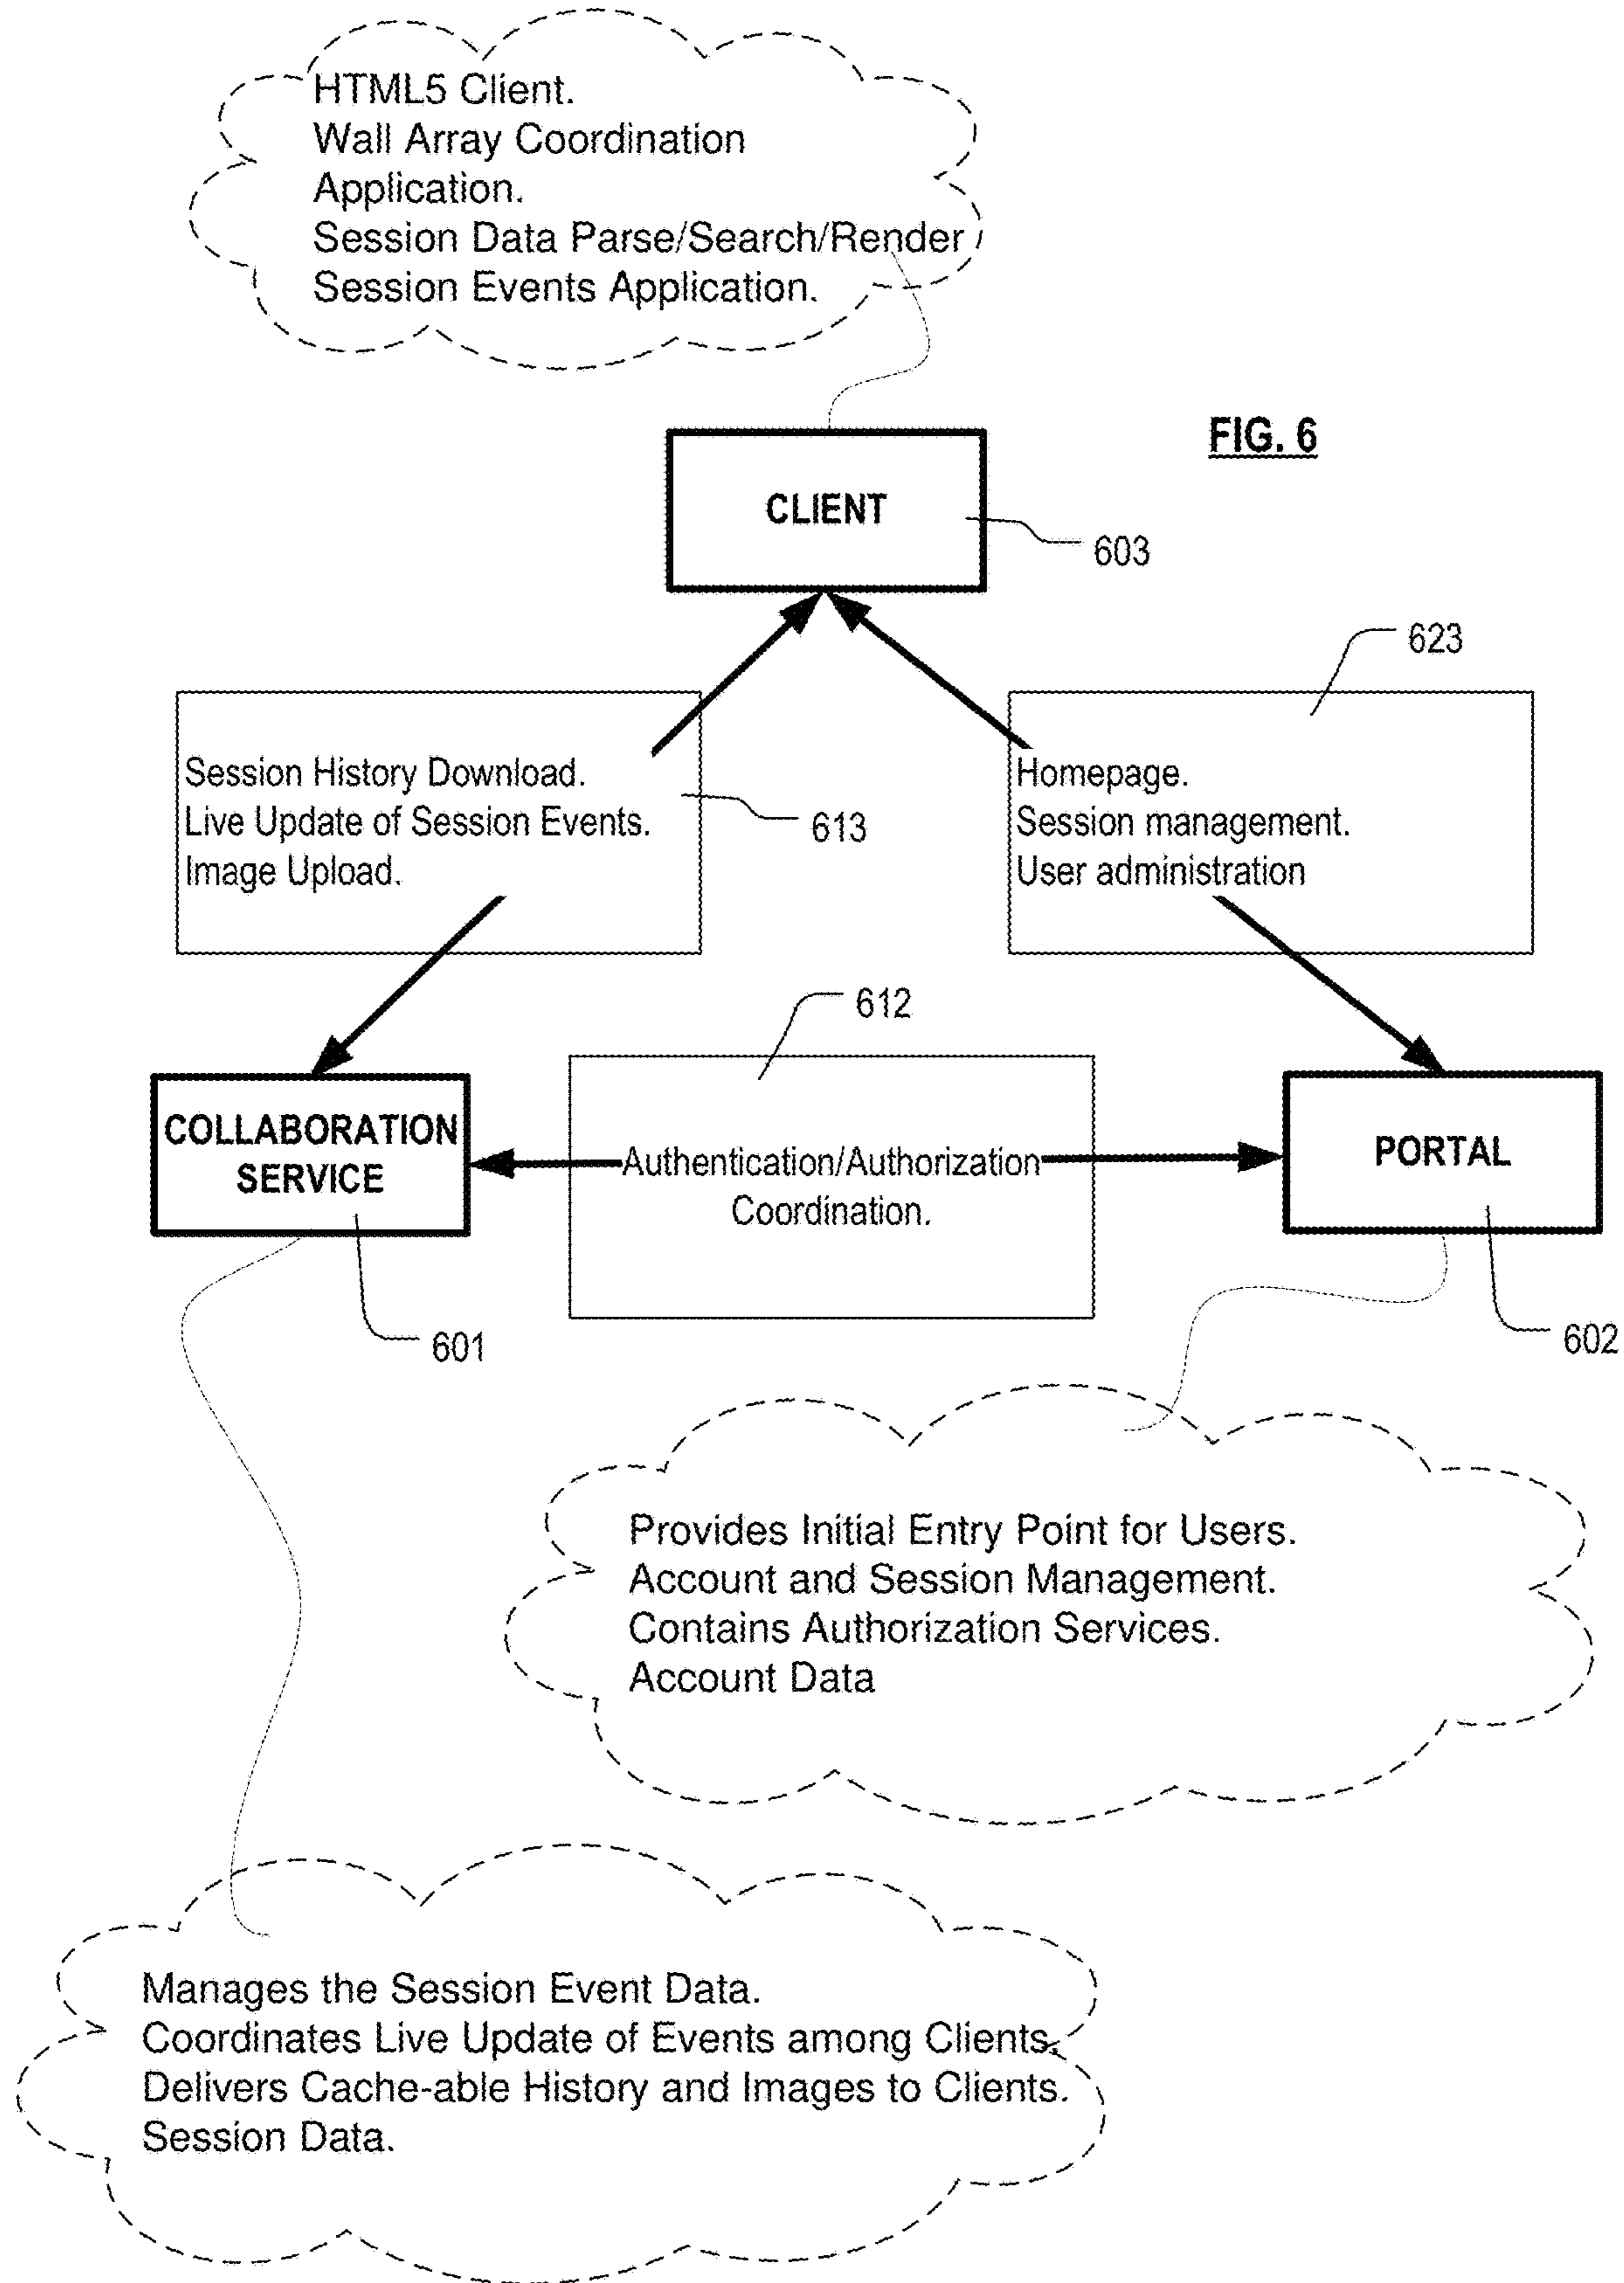 HTML5 Client.
Wall Array Coordination
Application.
Session Data Parse/Search/Render
Session Events Application.
FIG. 6
CLIENT
603
623
Session History Download.
Live Update of Session Events.
Image Upload.
613
Homepage.
Session management.
User administration
612
COLLABORATION
SERVICE
Authentication/Authorization
Coordination.
PORTAL
601
602
Provides Initial Entry Point for Users.
Account and Session Management.
Contains Authorization Services.
Account Data
Manages the Session Event Data.
Coordinates Live Update of Events among Clients.
Delivers Cache-able History and Images to Clients.
Session Data.